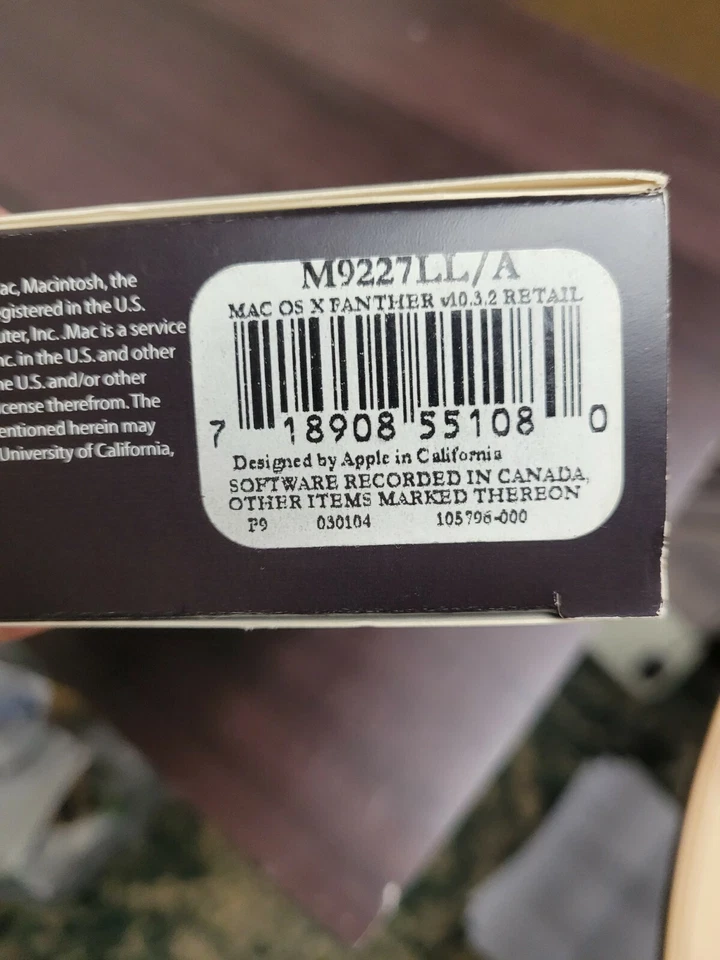 ac, Macintosh, the
gistered in the U.S.
uter, Inc. .Mac is a service
nc. in the U.S. and other
he U.S. and/or other
icense therefrom. The
entioned herein may
University of California,
M9227LL/A
MAC OS X PANTHER v10.3.2 RETAIL
7 18908 55108 0
Designed by Apple in California
SOFTWARE RECORDED IN CANADA,
OTHER ITEMS MARKED THEREON
P9 030104 105796-000